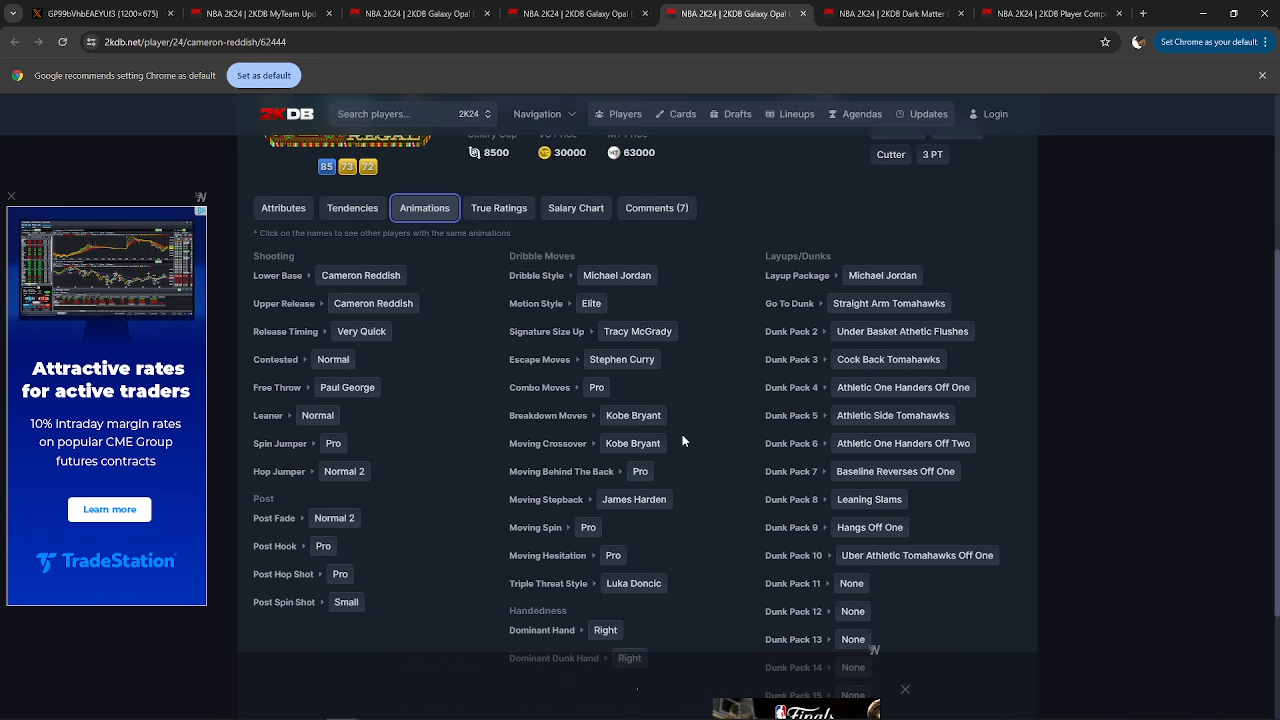 GP99bVhbEAEYUf3 (1200×675)
NBA 2K24 | 2KDB MyTeam Upd
NBA 2K24 | 2KDB Galaxy Opal (
NBA 2K24 | 2KDB Galaxy Opal [
NBA 2K24 | 2KDB Galaxy Opal C
NBA 2K24 | 2KDB Dark Matter L
NBA 2K24 | 2KDB Player Comp
2kdb.net/player/24/cameron-reddish/62444
Set Chrome as your default
Google recommends setting Chrome as default
Set as default
2KDB
Search players...
2K24
Navigation
Players
Cards
Drafts
Lineups
Agendas
Updates
Login
8500
30000
63000
Cutter
3 PT
85
73
72
Attributes
Tendencies
Animations
True Ratings
Salary Chart
Comments (7)
* Click on the names to see other players with the same animations
Shooting
Lower Base Cameron Reddish
Upper Release Cameron Reddish
Release Timing Very Quick
Contested Normal
Free Throw Paul George
Leaner Normal
Spin Jumper Pro
Hop Jumper Normal 2
Post
Post Fade Normal 2
Post Hook Pro
Post Hop Shot Pro
Post Spin Shot Small
Dribble Moves
Dribble Style Michael Jordan
Motion Style Elite
Signature Size Up Tracy McGrady
Escape Moves Stephen Curry
Combo Moves Pro
Breakdown Moves Kobe Bryant
Moving Crossover Kobe Bryant
Moving Behind The Back Pro
Moving Stepback James Harden
Moving Spin Pro
Moving Hesitation Pro
Triple Threat Style Luka Doncic
Handedness
Dominant Hand Right
Dominant Dunk Hand Right
Layups/Dunks
Layup Package Michael Jordan
Go To Dunk Straight Arm Tomahawks
Dunk Pack 2 Under Basket Athetic Flushes
Dunk Pack 3 Cock Back Tomahawks
Dunk Pack 4 Athletic One Handers Off One
Dunk Pack 5 Athletic Side Tomahawks
Dunk Pack 6 Athletic One Handers Off Two
Dunk Pack 7 Baseline Reverses Off One
Dunk Pack 8 Leaning Slams
Dunk Pack 9 Hangs Off One
Dunk Pack 10 Uber Athletic Tomahawks Off One
Dunk Pack 11 None
Dunk Pack 12 None
Dunk Pack 13 None
Dunk Pack 14 None
Dunk Pack 15 None
Attractive rates
for active traders
10% intraday margin rates
on popular CME Group
futures contracts
Learn more
TradeStation
Finals